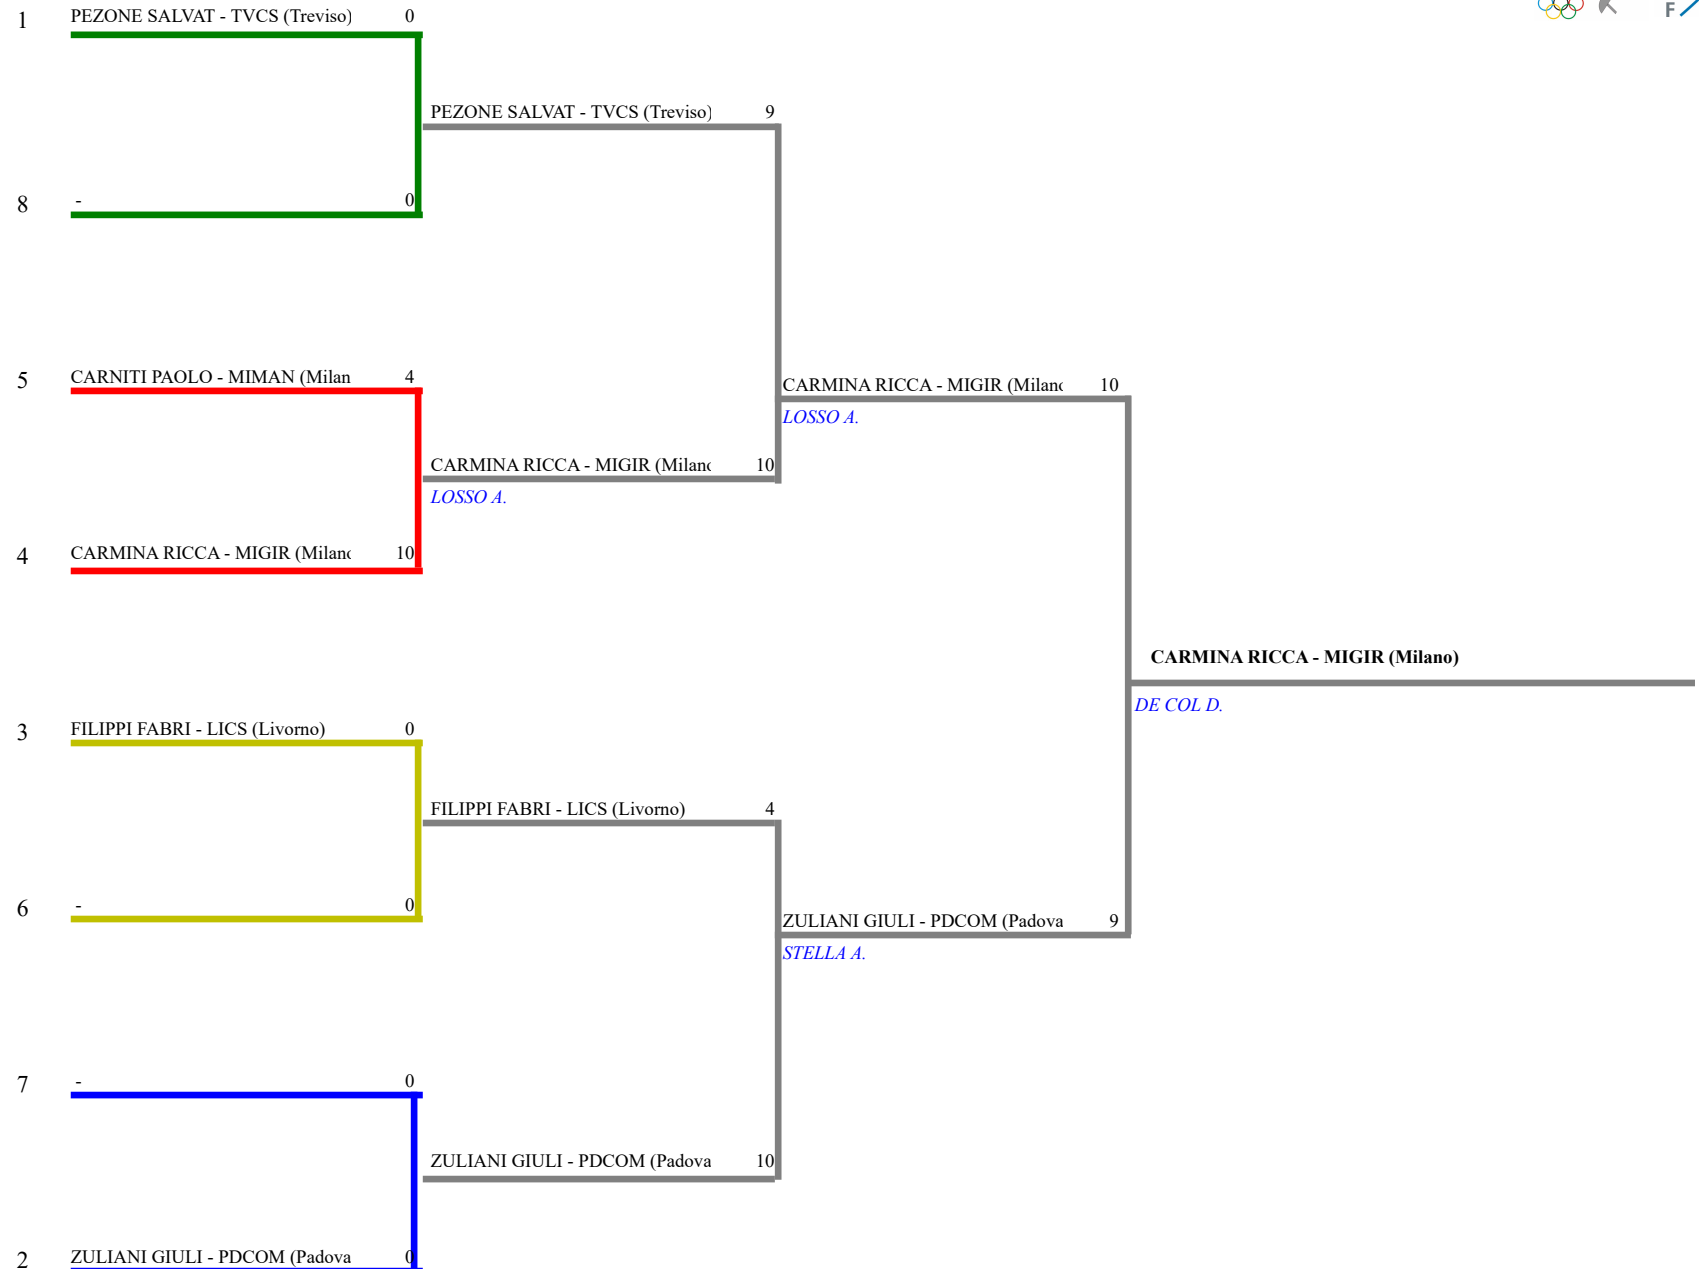 1 PEZONE SALVAT - TVCS (Treviso) 0
F
PEZONE SALVAT - TVCS (Treviso) 9
8 - 0
5 CARNITI PAOLO - MIMAN (Milan 4
CARMINA RICCA - MIGIR (Milano 10
LOSSO A.
CARMINA RICCA - MIGIR (Milano 10
LOSSO A.
4 CARMINA RICCA - MIGIR (Milano 10
CARMINA RICCA - MIGIR (Milano)
DE COL D.
3 FILIPPI FABRI - LICS (Livorno) 0
FILIPPI FABRI - LICS (Livorno) 4
6 - 0
ZULIANI GIULI - PDCOM (Padova 9
STELLA A.
7 - 0
ZULIANI GIULI - PDCOM (Padova 10
2 ZULIANI GIULI - PDCOM (Padova 0